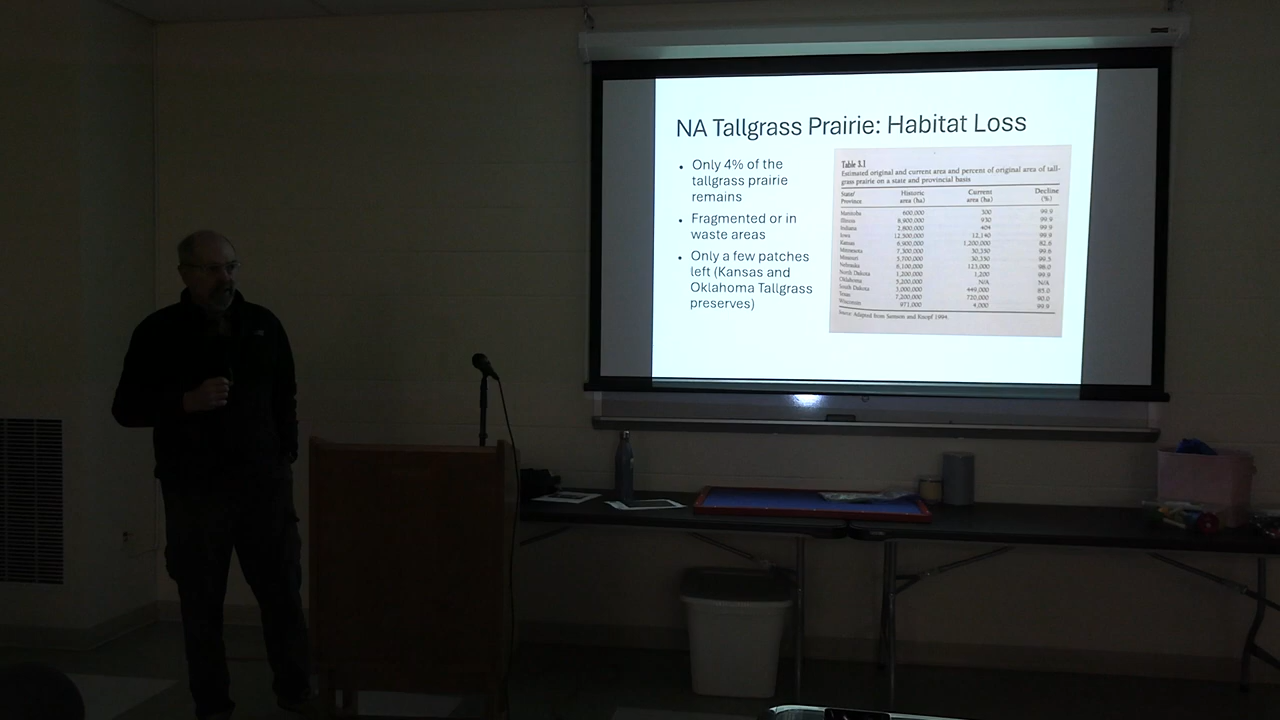 NA Tallgrass Prairie: Habitat Loss
• Only 4% of the
tallgrass prairie
remains
• Fragmented or in
waste areas
• Only a few patches
left (Kansas and
Oklahoma Tallgrass
preserves)
Table 3.1
Estimated original and current area and percent of original area of tall-
grass prairie on a state and provincial basis
State/ Historic Current Decline
Province area (ha) area (ha) (%)
Manitoba 600,000 300 99.9
Illinois 8,900,000 930 99.9
Indiana 2,800,000 404 99.9
Iowa 12,500,000 12,140 99.9
Kansas 6,900,000 1,200,000 82.6
Minnesota 7,300,000 30,350 99.6
Missouri 5,700,000 30,350 99.5
Nebraska 6,100,000 123,000 98.0
North Dakota 1,200,000 1,200 99.9
Oklahoma 5,200,000 N/A N/A
South Dakota 3,000,000 449,000 85.0
Texas 7,200,000 720,000 90.0
Wisconsin 971,000 4,000 99.9
Source: Adapted from Samson and Knopf 1994.